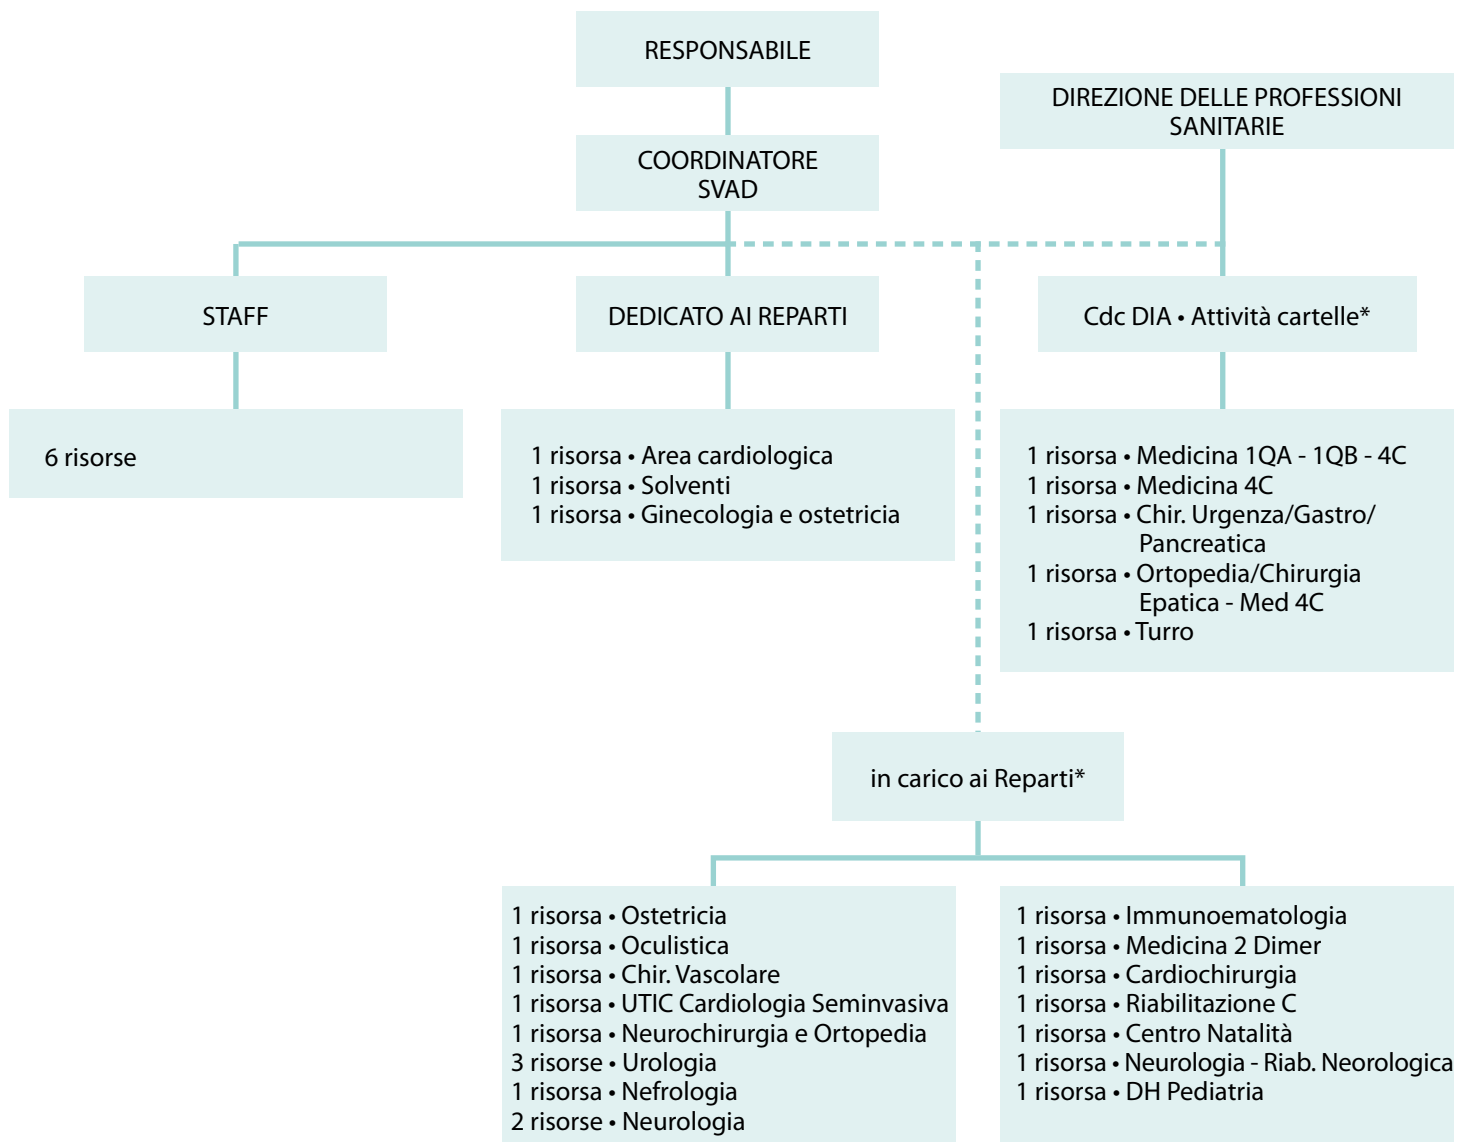 RESPONSABILE
DIREZIONE DELLE PROFESSIONI
SANITARIE
COORDINATORE
SVAD
STAFF
DEDICATO AI REPARTI
Cdc DIA • Attività cartelle*
6 risorse
1 risorsa • Area cardiologica
1 risorsa • Solventi
1 risorsa • Ginecologia e ostetricia
1 risorsa • Medicina 1QA - 1QB - 4C
1 risorsa • Medicina 4C
1 risorsa • Chir. Urgenza/Gastro/
Pancreatica
1 risorsa • Ortopedia/Chirurgia
Epatica - Med 4C
1 risorsa • Turro
in carico ai Reparti*
1 risorsa • Ostetricia
1 risorsa • Oculistica
1 risorsa • Chir. Vascolare
1 risorsa • UTIC Cardiologia Seminvasiva
1 risorsa • Neurochirurgia e Ortopedia
3 risorse • Urologia
1 risorsa • Nefrologia
2 risorse • Neurologia
1 risorsa • Immunoematologia
1 risorsa • Medicina 2 Dimer
1 risorsa • Cardiochirurgia
1 risorsa • Riabilitazione C
1 risorsa • Centro Natalità
1 risorsa • Neurologia - Riab. Neorologica
1 risorsa • DH Pediatria